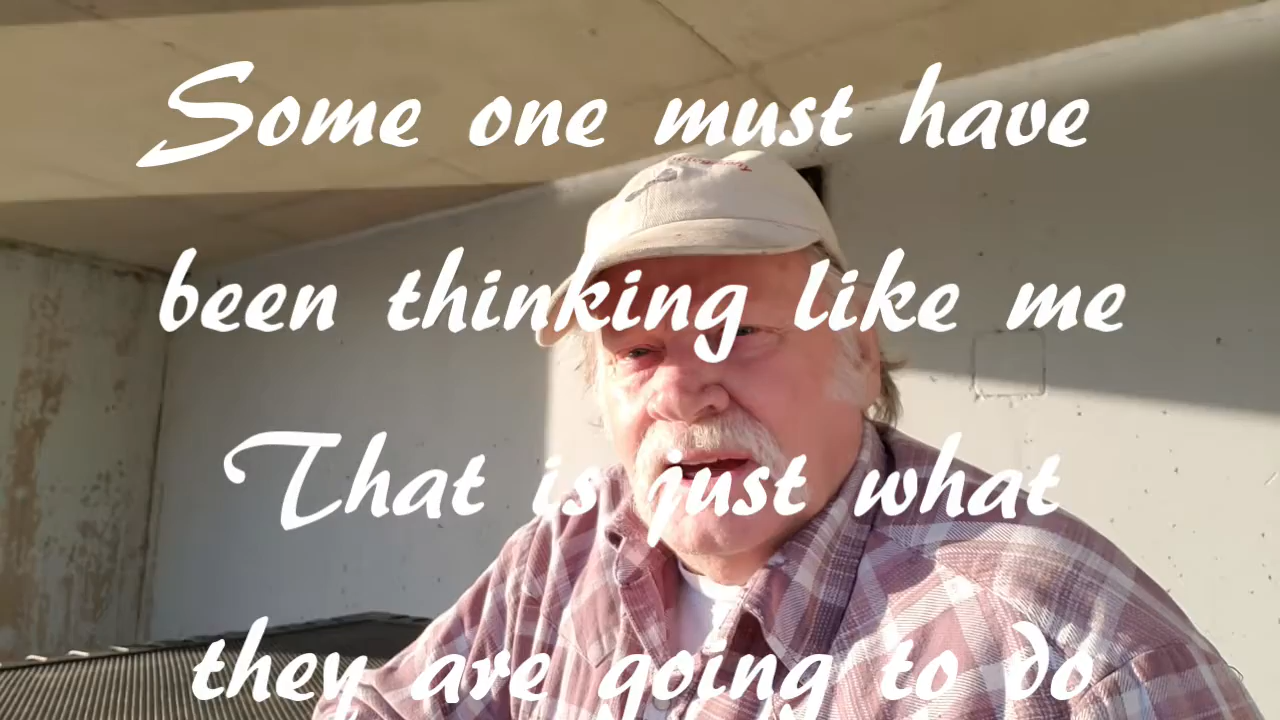 Some one must have
been thinking like me
That is just what
they are going to do